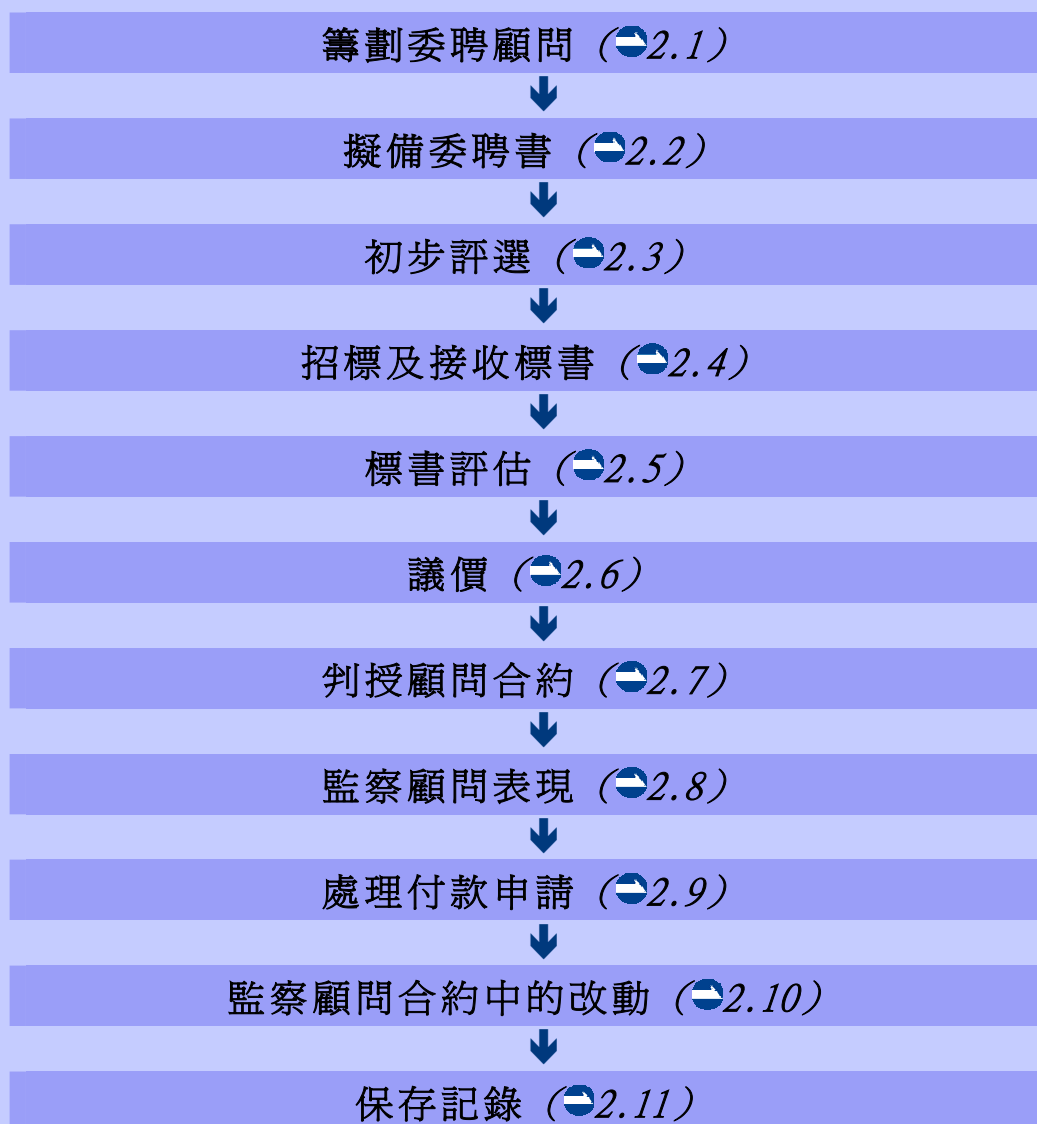 籌劃委聘顧問 (➲2.1)
擬備委聘書 (➲2.2)
初步評選 (➲2.3)
招標及接收標書 (➲2.4)
標書評估 (➲2.5)
議價 (➲2.6)
判授顧問合約 (➲2.7)
監察顧問表現 (➲2.8)
處理付款申請 (➲2.9)
監察顧問合約中的改動 (➲2.10)
保存記錄 (➲2.11)